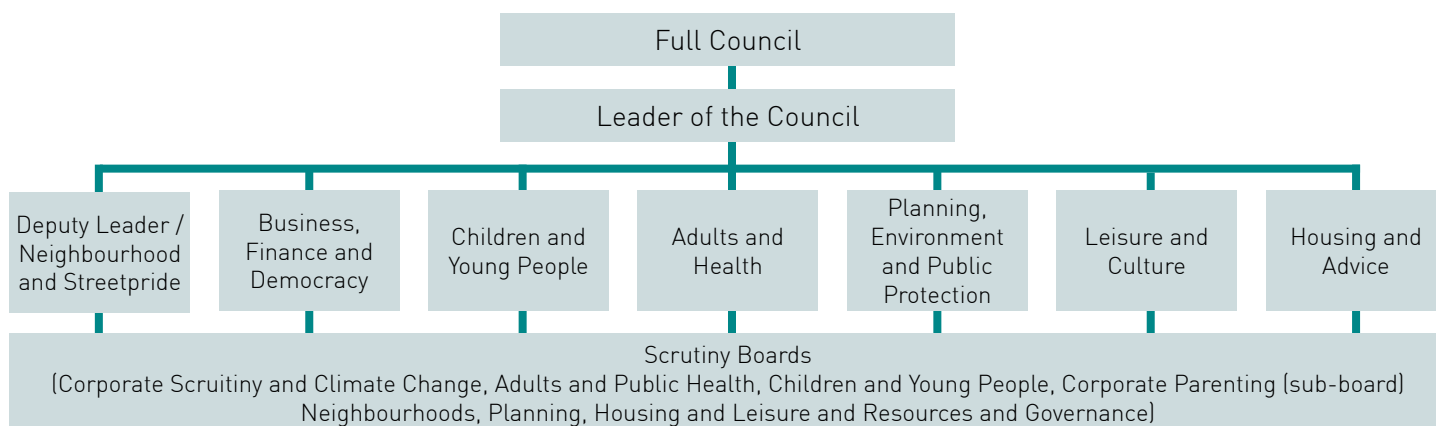 Full Council
Leader of the Council
Deputy Leader /
Neighbourhood
and Streetpride
Business,
Finance and
Democracy
Children and
Young People
Adults and
Health
Planning,
Environment
and Public
Protection
Leisure and
Culture
Housing and
Advice
Scrutiny Boards
(Corporate Scruitiny and Climate Change, Adults and Public Health, Children and Young People, Corporate Parenting (sub-board)
Neighbourhoods, Planning, Housing and Leisure and Resources and Governance)